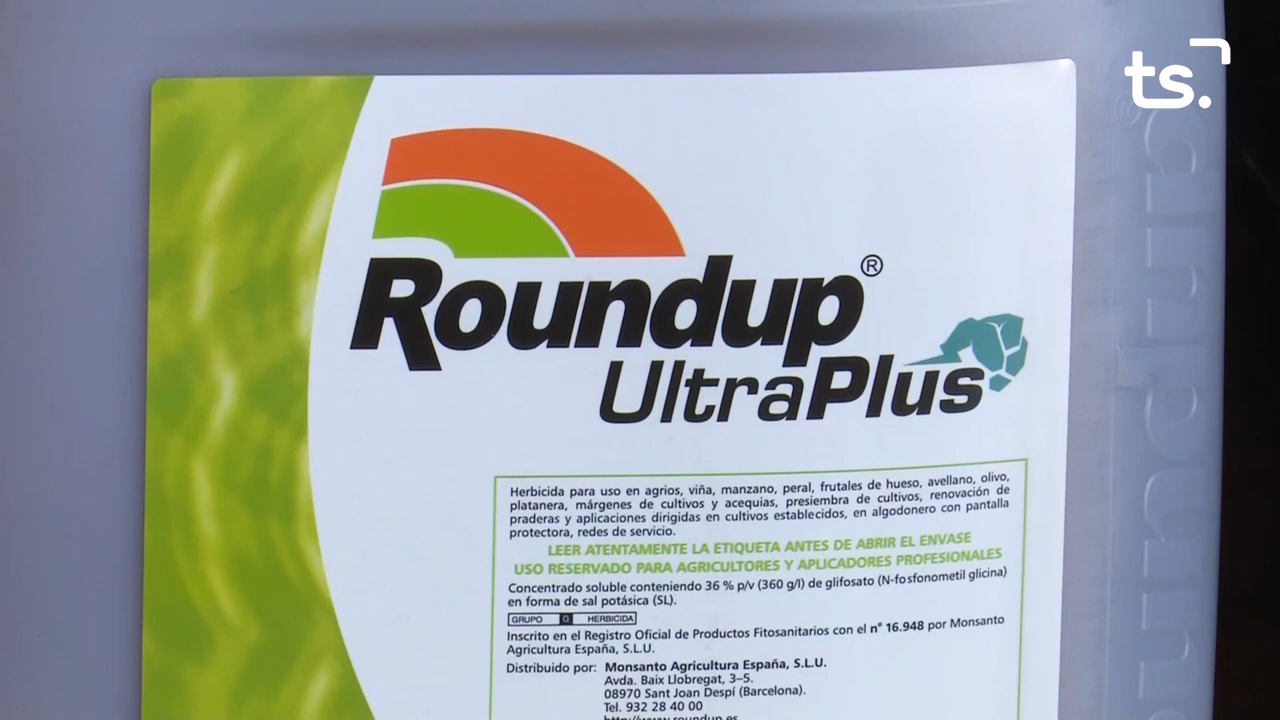 ts.
Roundup®
UltraPlus
Herbicida para uso en agrios, viña, manzano, peral, frutales de hueso, avellano, olivo,
platanera, márgenes de cultivos y acequias, presiembra de cultivos, renovación de
praderas y aplicaciones dirigidas en cultivos establecidos, en algodonero con pantalla
protectora, redes de servicio.
LEER ATENTAMENTE LA ETIQUETA ANTES DE ABRIR EL ENVASE
USO RESERVADO PARA AGRICULTORES Y APLICADORES PROFESIONALES
Concentrado soluble conteniendo 36 % p/v (360 g/l) de glifosato (N-fosfonometil glicina)
en forma de sal potásica (SL).
GRUPO G HERBICIDA
Inscrito en el Registro Oficial de Productos Fitosanitarios con el n° 16.948 por Monsanto
Agricultura España, S.L.U.
Distribuido por: Monsanto Agricultura España, S.L.U.
Avda. Baix Llobregat, 3–5.
08970 Sant Joan Despí (Barcelona).
Tel. 932 28 40 00
http://www.roundup.es
Roundup